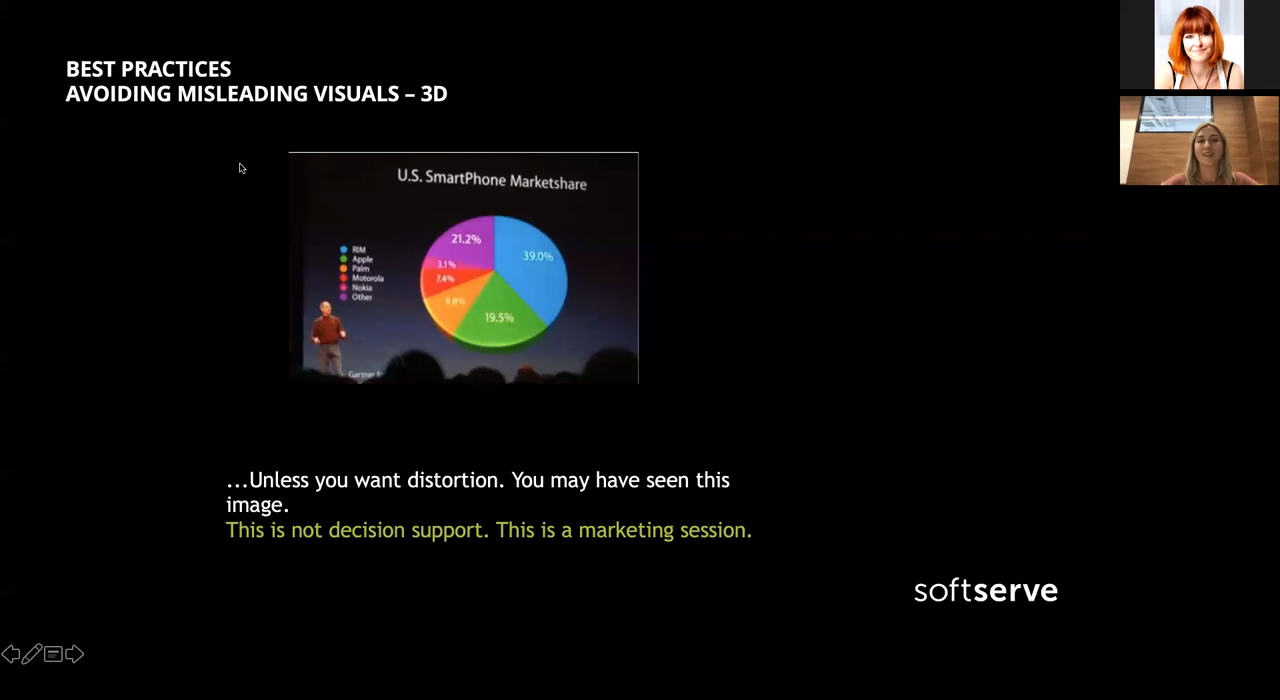 BEST PRACTICES
AVOIDING MISLEADING VISUALS – 3D
U.S. SmartPhone Marketshare
RIM
Apple
Palm
Motorola
Nokia
Other
21.2%
39.0%
3.1%
7.4%
9.8%
19.5%
Gartner
...Unless you want distortion. You may have seen this
image.
This is not decision support. This is a marketing session.
softserve